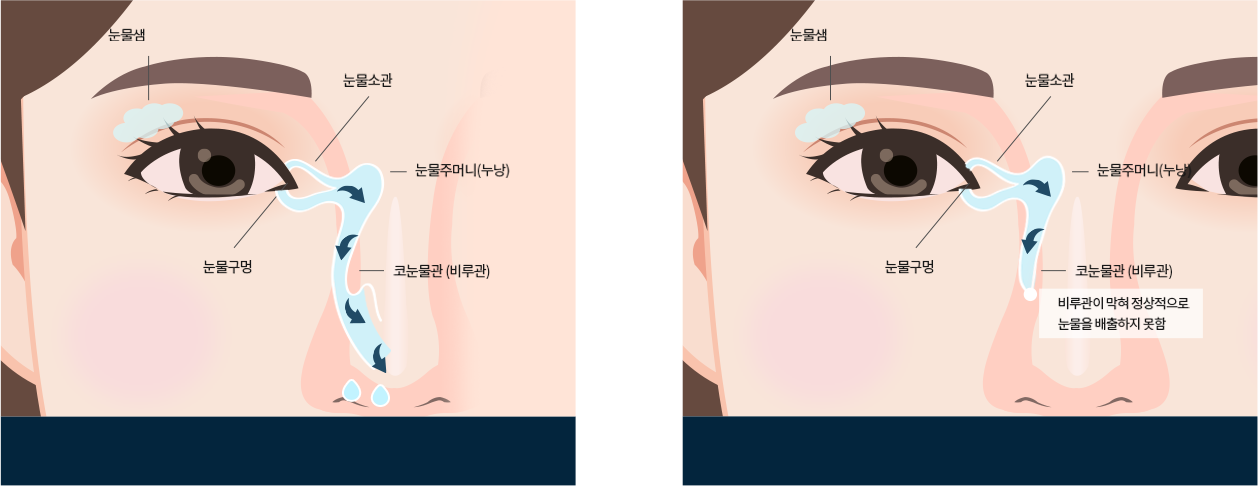 눈물샘
눈물소관
눈물주머니(누낭)
눈물구멍
코눈물관 (비루관)
눈물샘
눈물소관
눈물주머니(누낭)
눈물구멍
코눈물관 (비루관)
비루관이 막혀 정상적으로
눈물을 배출하지 못함